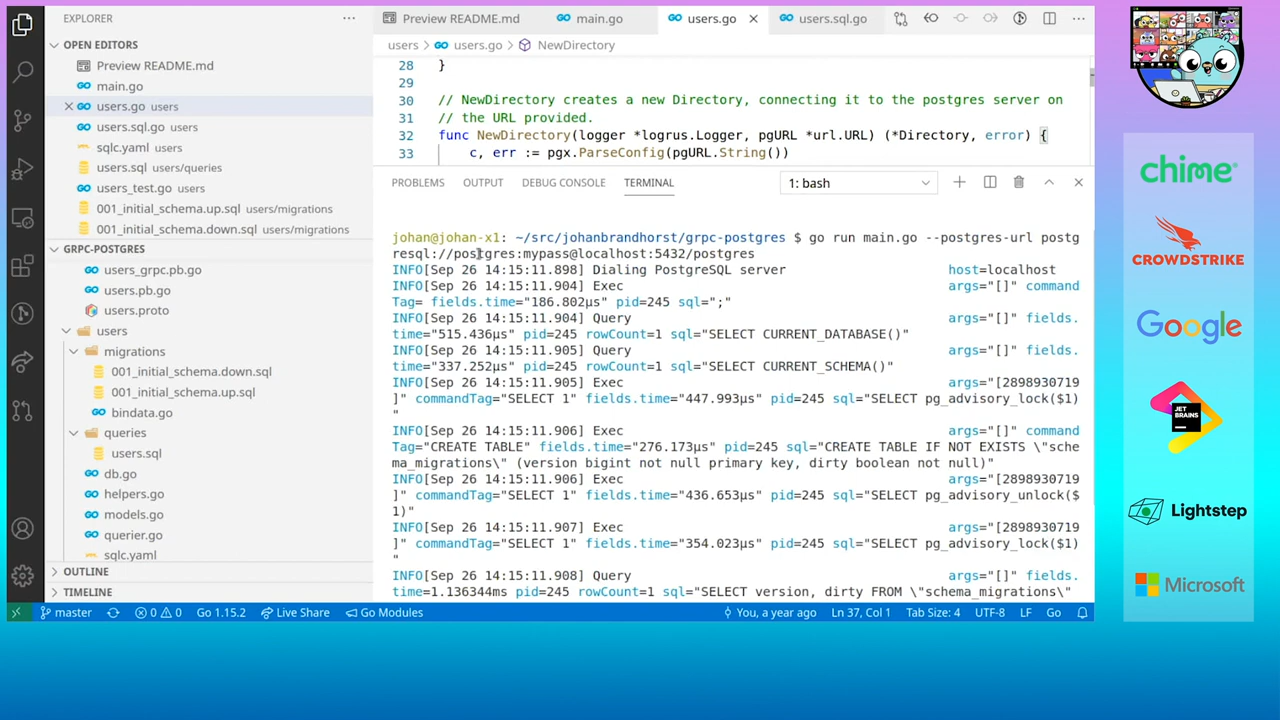 EXPLORER
OPEN EDITORS
Preview README.md
main.go
users.go users
users.sql.go users
sqlc.yaml users
users.sql users/queries
users_test.go users
001_initial_schema.up.sql users/migrations
001_initial_schema.down.sql users/migrations
GRPC-POSTGRES
users_grpc.pb.go
users.pb.go
users.proto
users
migrations
001_initial_schema.down.sql
001_initial_schema.up.sql
bindata.go
queries
users.sql
db.go
helpers.go
models.go
querier.go
sqlc.yaml
OUTLINE
TIMELINE
Preview README.md main.go users.go users.sql.go
users users.go NewDirectory
28 }
29
30 // NewDirectory creates a new Directory, connecting it to the postgres server on
31 // the URL provided.
32 func NewDirectory(logger *logrus.Logger, pgURL *url.URL) (*Directory, error) {
33 c, err := pgx.ParseConfig(pgURL.String())
PROBLEMS OUTPUT DEBUG CONSOLE TERMINAL 1: bash
johan@johan-x1: ~/src/johanbrandhorst/grpc-postgres $ go run main.go --postgres-url postg
resql://postgres:mypass@localhost:5432/postgres
INFO[Sep 26 14:15:11.898] Dialing PostgreSQL server host=localhost
INFO[Sep 26 14:15:11.904] Exec args="[]" command
Tag= fields.time="186.802µs" pid=245 sql=";"
INFO[Sep 26 14:15:11.904] Query args="[]" fields.
time="515.436µs" pid=245 rowCount=1 sql="SELECT CURRENT_DATABASE()"
INFO[Sep 26 14:15:11.905] Query args="[]" fields.
time="337.252µs" pid=245 rowCount=1 sql="SELECT CURRENT_SCHEMA()"
INFO[Sep 26 14:15:11.905] Exec args="[2898930719
]" commandTag="SELECT 1" fields.time="447.993µs" pid=245 sql="SELECT pg_advisory_lock($1)
"
INFO[Sep 26 14:15:11.906] Exec args="[]" command
Tag="CREATE TABLE" fields.time="276.173µs" pid=245 sql="CREATE TABLE IF NOT EXISTS \"sche
ma_migrations\" (version bigint not null primary key, dirty boolean not null)"
INFO[Sep 26 14:15:11.906] Exec args="[2898930719
]" commandTag="SELECT 1" fields.time="436.653µs" pid=245 sql="SELECT pg_advisory_unlock($
1)"
INFO[Sep 26 14:15:11.907] Exec args="[2898930719
]" commandTag="SELECT 1" fields.time="354.023µs" pid=245 sql="SELECT pg_advisory_lock($1)
"
INFO[Sep 26 14:15:11.908] Query args="[]" fields.
time=1.136344ms pid=245 rowCount=1 sql="SELECT version, dirty FROM \"schema_migrations\"
master 0 0 Go 1.15.2 Live Share Go Modules You, a year ago Ln 37, Col 1 Tab Size: 4 UTF-8 LF Go
chime
CROWDSTRIKE
Google
JET
BRAINS
Lightstep
Microsoft